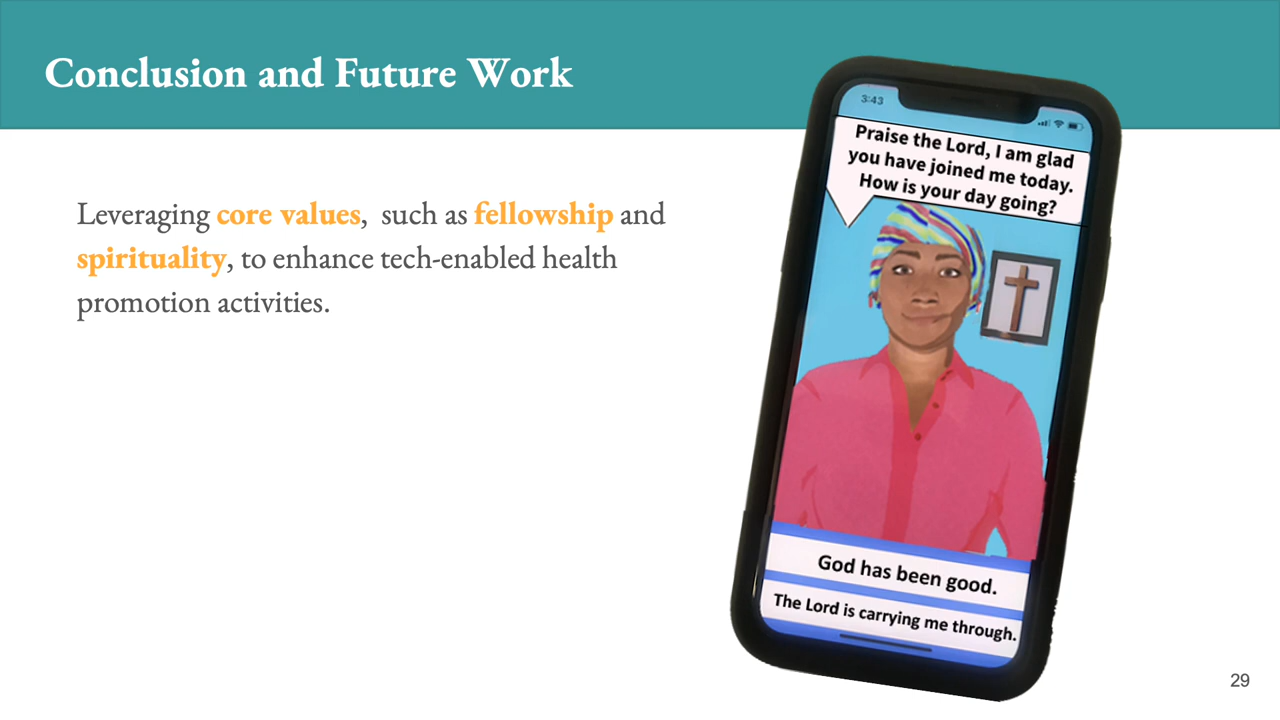 Conclusion and Future Work
Leveraging core values, such as fellowship and
spirituality, to enhance tech-enabled health
promotion activities.
3:43
Praise the Lord, I am glad
you have joined me today.
How is your day going?
God has been good.
The Lord is carrying me through.
29